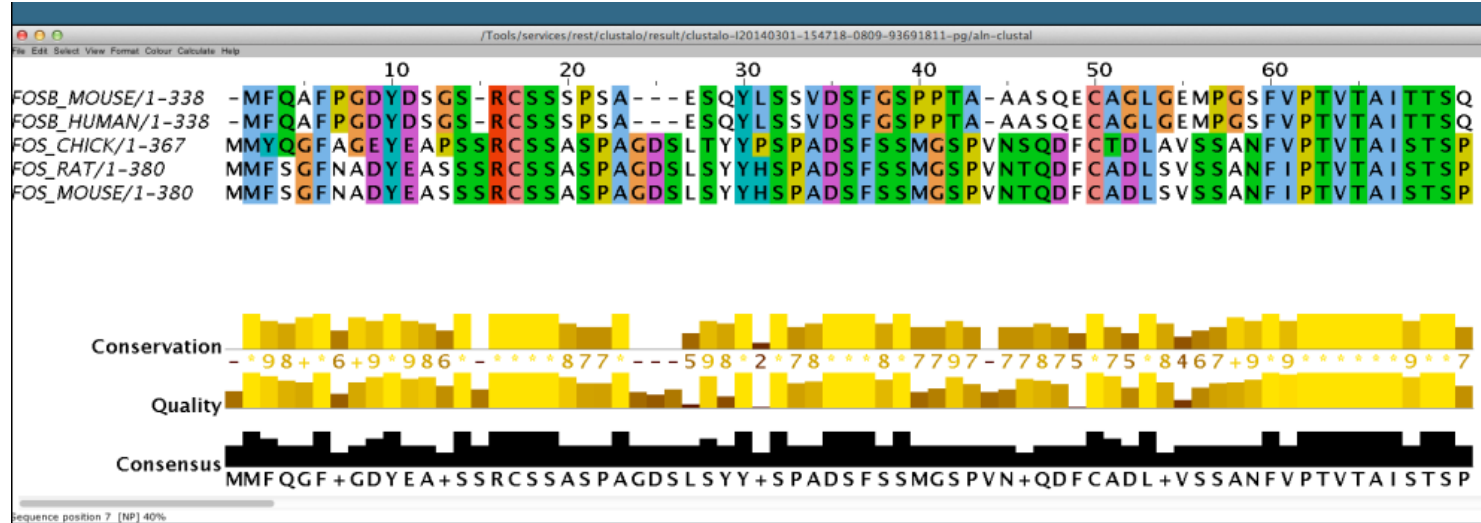 /Tools/services/rest/clustalo/result/clustalo-I20140301-154718-0809-93691811-pg/aln-clustal
File Edit Select View Format Colour Calculate Help
10 20 30 40 50 60
FOSB_MOUSE/1-338 -MFQAFPGDYDSGS-RCSSSPSA---ESQYLSSVDSFGSPPTA-AASQECAGLGEMPGSFVPTVTAITTSQ
FOSB_HUMAN/1-338 -MFQAFPGDYDSGS-RCSSSPSA---ESQYLSSVDSFGSPPTA-AASQECAGLGEMPGSFVPTVTAITTSQ
FOS_CHICK/1-367 MMYQGFAGEYEAPSSRCSSASPAGDSLTYYPSPADSFSSMGSPVNSQDFCTDLAVSSANFVPTVTAISTSP
FOS_RAT/1-380 MMFSGFNADYEASSSRCSSASPAGDSLSYYHSPADSFSSMGSPVNTQDFCADLSVSSANFIPTVTAISTSP
FOS_MOUSE/1-380 MMFSGFNADYEASSSRCSSASPAGDSLSYYHSPADSFSSMGSPVNTQDFCADLSVSSANFIPTVTAISTSP
Conservation
-*98+*6+9*986*-****877*---598*2*78***8*7797-77875*75*8467+9*9******9**7
Quality
Consensus
MMFQGF+GDYEA+SSRCSSASPAGDSLSYY+SPADSFSSMGSPVN+QDFCADL+VSSANFVPTVTAISTSP
Sequence position 7 [NP] 40%